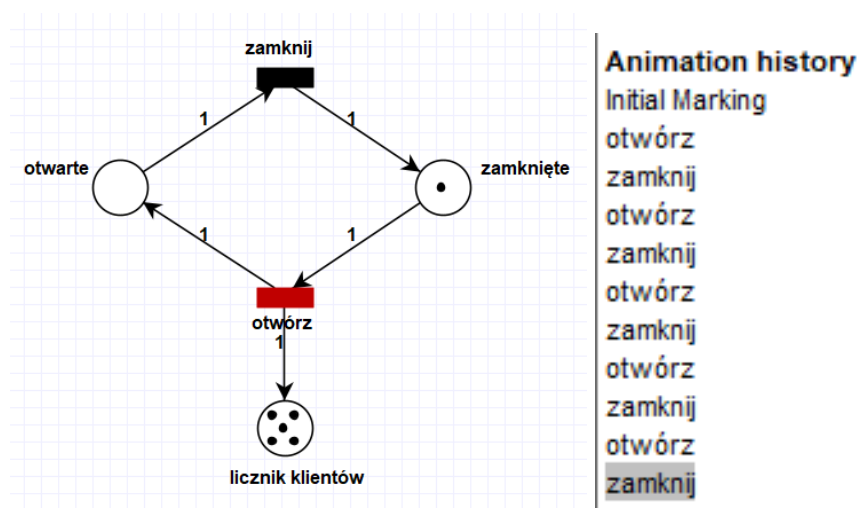 zamknij
1
1
otwarte
zamknięte
1
1
otwórz
1
licznik klientów
Animation history
Initial Marking
otwórz
zamknij
otwórz
zamknij
otwórz
zamknij
otwórz
zamknij
otwórz
zamknij